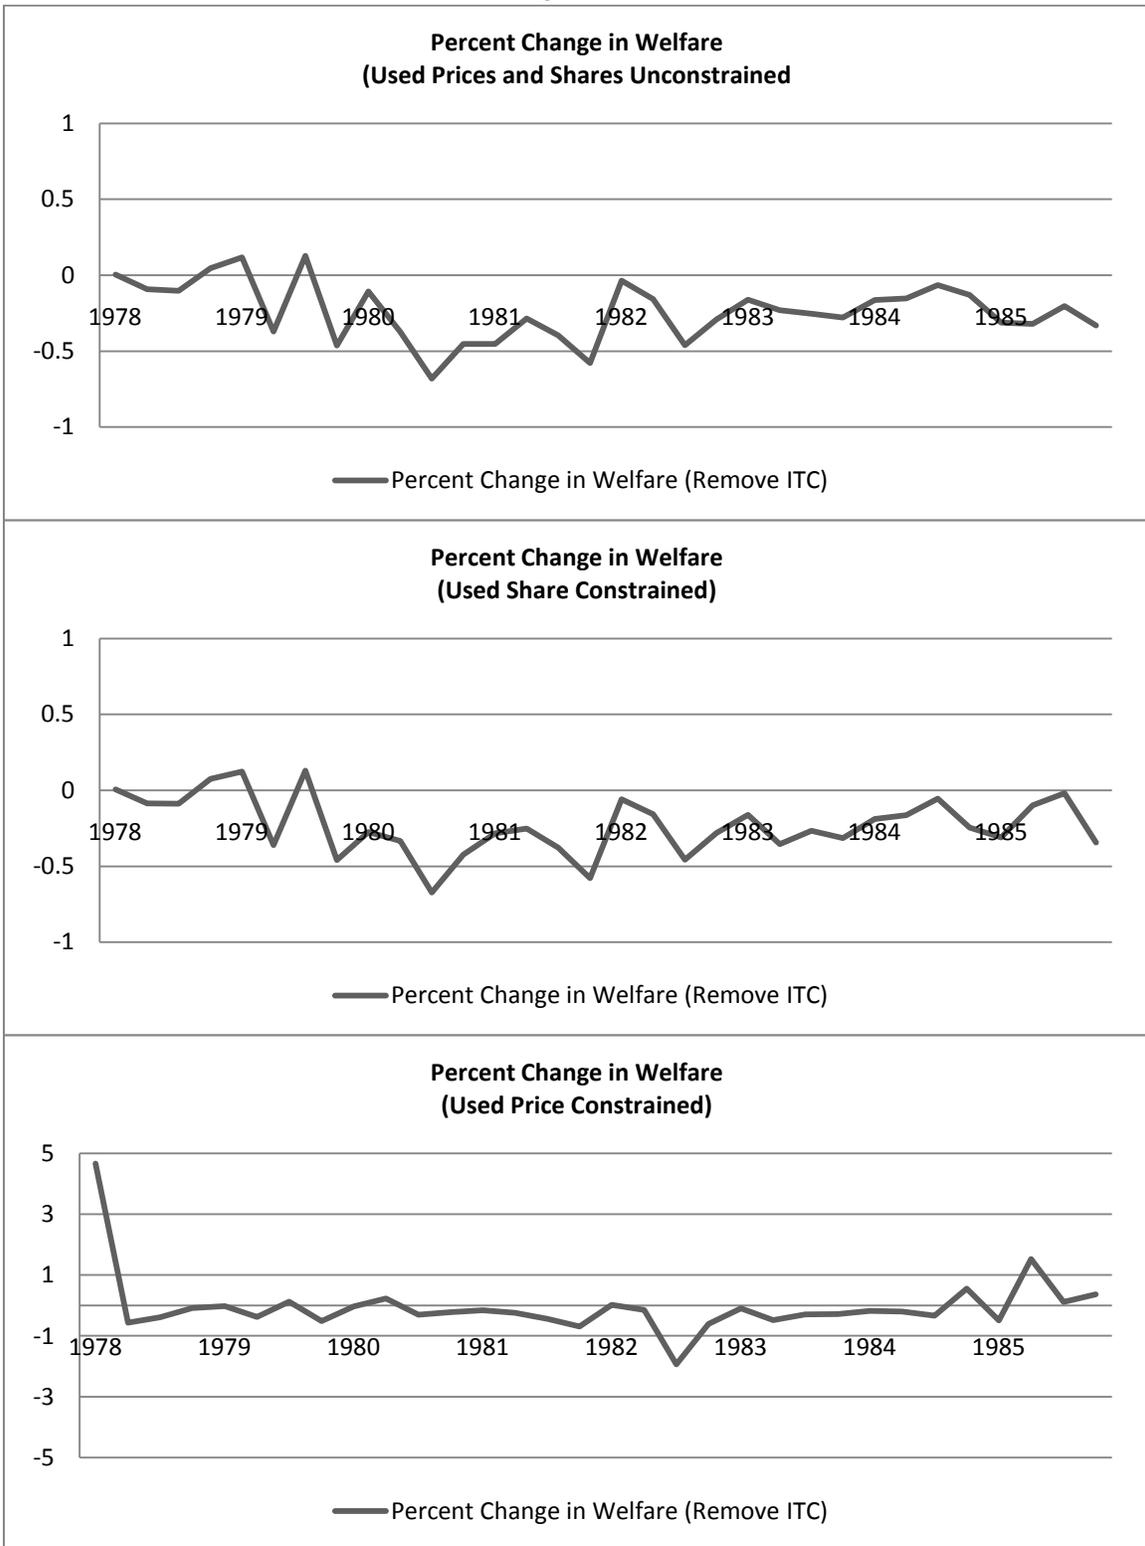 Percent Change in Welfare
(Used Prices and Shares Unconstrained
1
0.5
0
1978 1979 1980 1981 1982 1983 1984 1985
-0.5
-1
Percent Change in Welfare (Remove ITC)
Percent Change in Welfare
(Used Share Constrained)
1
0.5
0
1978 1979 1980 1981 1982 1983 1984 1985
-0.5
-1
Percent Change in Welfare (Remove ITC)
Percent Change in Welfare
(Used Price Constrained)
5
3
1
-1
1978 1979 1980 1981 1982 1983 1984 1985
-3
-5
Percent Change in Welfare (Remove ITC)